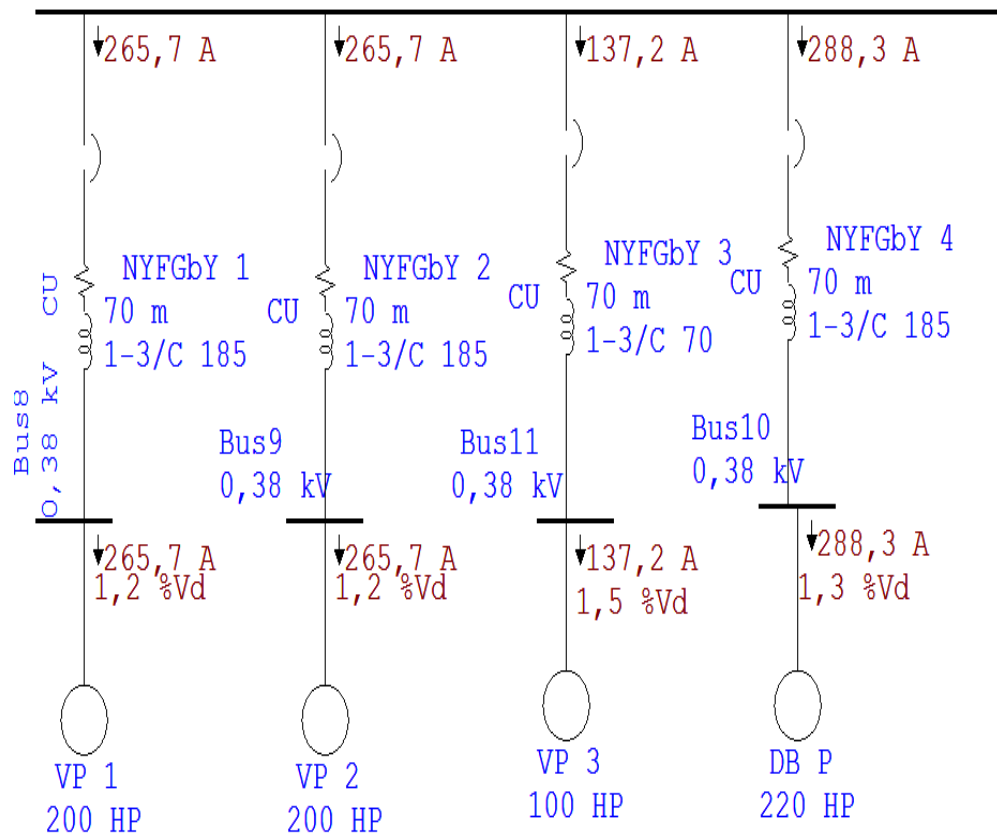 265,7 A
265,7 A
137,2 A
288,3 A
NYFGbY 1
70 m
1-3/C 185
CU
Bus8
0,38 kV
NYFGbY 2
CU
70 m
1-3/C 185
Bus9
0,38 kV
NYFGbY 3
CU
70 m
1-3/C 70
Bus11
0,38 kV
NYFGbY 4
CU
70 m
1-3/C 185
Bus10
0,38 kV
265,7 A
1,2 %Vd
265,7 A
1,2 %Vd
137,2 A
1,5 %Vd
288,3 A
1,3 %Vd
VP 1
200 HP
VP 2
200 HP
VP 3
100 HP
DB P
220 HP